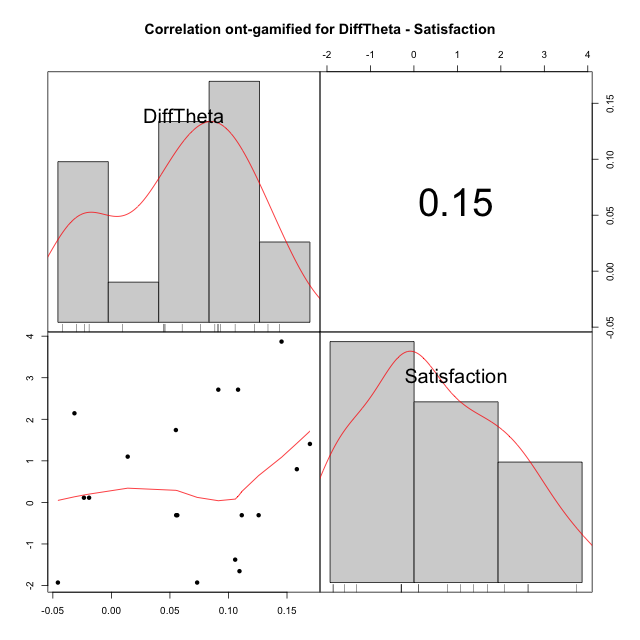 Correlation ont-gamified for DiffTheta - Satisfaction
-2 -1 0 1 2 3 4
DiffTheta
0.15
0.15
0.10
0.05
0.00
-0.05
4
3
2
1
0
-1
-2
Satisfaction
-0.05 0.00 0.05 0.10 0.15